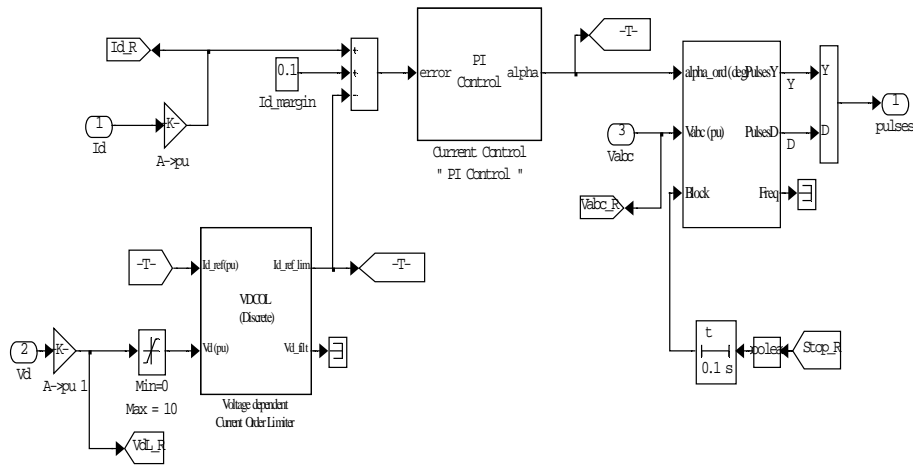 Id_R
1
Id
K-
A->pu
0.1
Id_margin
+
+
-
error
PI
Control
alpha
Current Control
" PI Control "
-T-
alpha_ord (deg)
PulsesY
Vabc (pu)
PulsesD
Block
Freq
Y
D
Y
D
1
pulses
3
Vabc
Vabc_R
-T-
Id_ref(pu)
Id_ref_lim
VDCOL
(Discrete)
Vd(pu)
Vd_filt
Voltage dependent
Current Order Limiter
-T-
2
Vd
K-
A->pu 1
Min=0
Max = 10
VdL_R
t
0.1 s
Stop_R